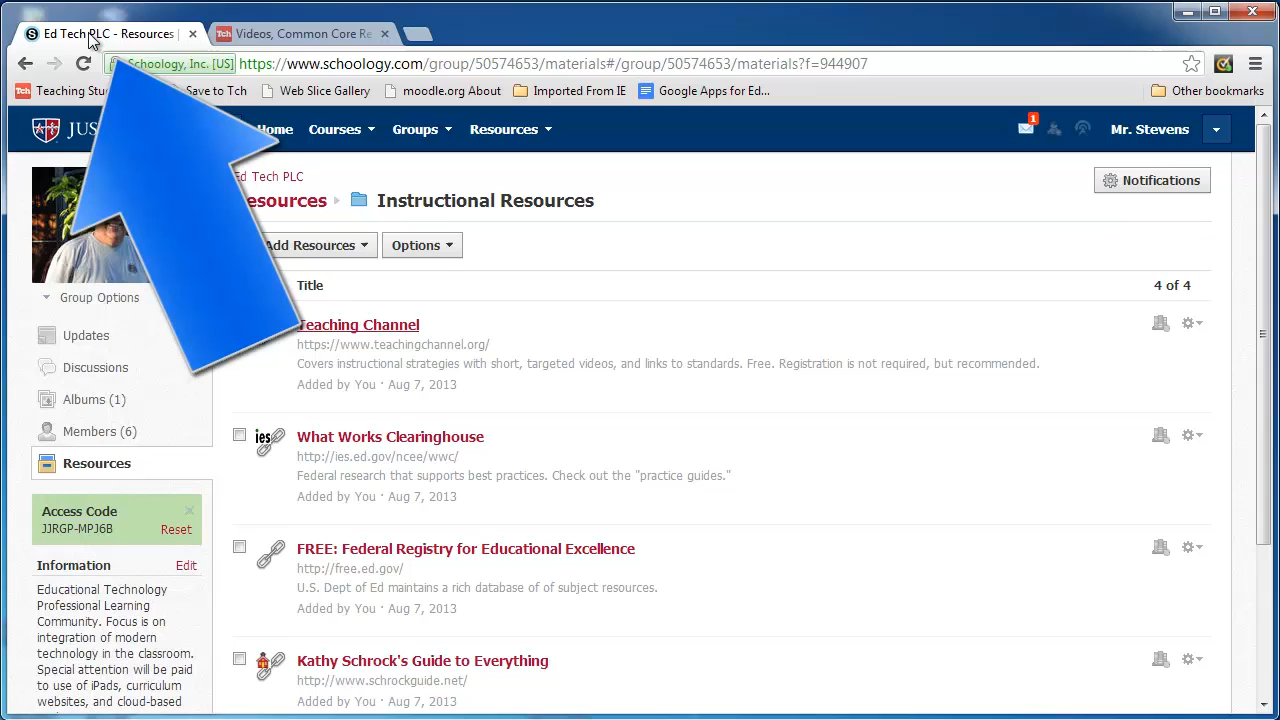 Ed Tech PLC - Resources
Videos, Common Core Re
Schoology, Inc. [US] https://www.schoology.com/group/50574653/materials#/group/50574653/materials?f=944907
Save to Tch Web Slice Gallery moodle.org About Imported From IE Google Apps for Ed... Other bookmarks
Home Courses Groups Resources 1 Mr. Stevens
Ed Tech PLC
Resources Instructional Resources Notifications
Add Resources Options
Title 4 of 4
Teaching Channel
https://www.teachingchannel.org/
Covers instructional strategies with short, targeted videos, and links to standards. Free. Registration is not required, but recommended.
Added by You · Aug 7, 2013
What Works Clearinghouse
http://ies.ed.gov/ncee/wwc/
Federal research that supports best practices. Check out the "practice guides."
Added by You · Aug 7, 2013
FREE: Federal Registry for Educational Excellence
http://free.ed.gov/
U.S. Dept of Ed maintains a rich database of of subject resources.
Added by You · Aug 7, 2013
Kathy Schrock's Guide to Everything
http://www.schrockguide.net/
Added by You · Aug 7, 2013
Group Options
Updates
Discussions
Albums (1)
Members (6)
Resources
Access Code
JJRGP-MPJ6B Reset
Information Edit
Educational Technology
Professional Learning
Community. Focus is on
integration of modern
technology in the classroom.
Special attention will be paid
to use of iPads, curriculum
websites, and cloud-based